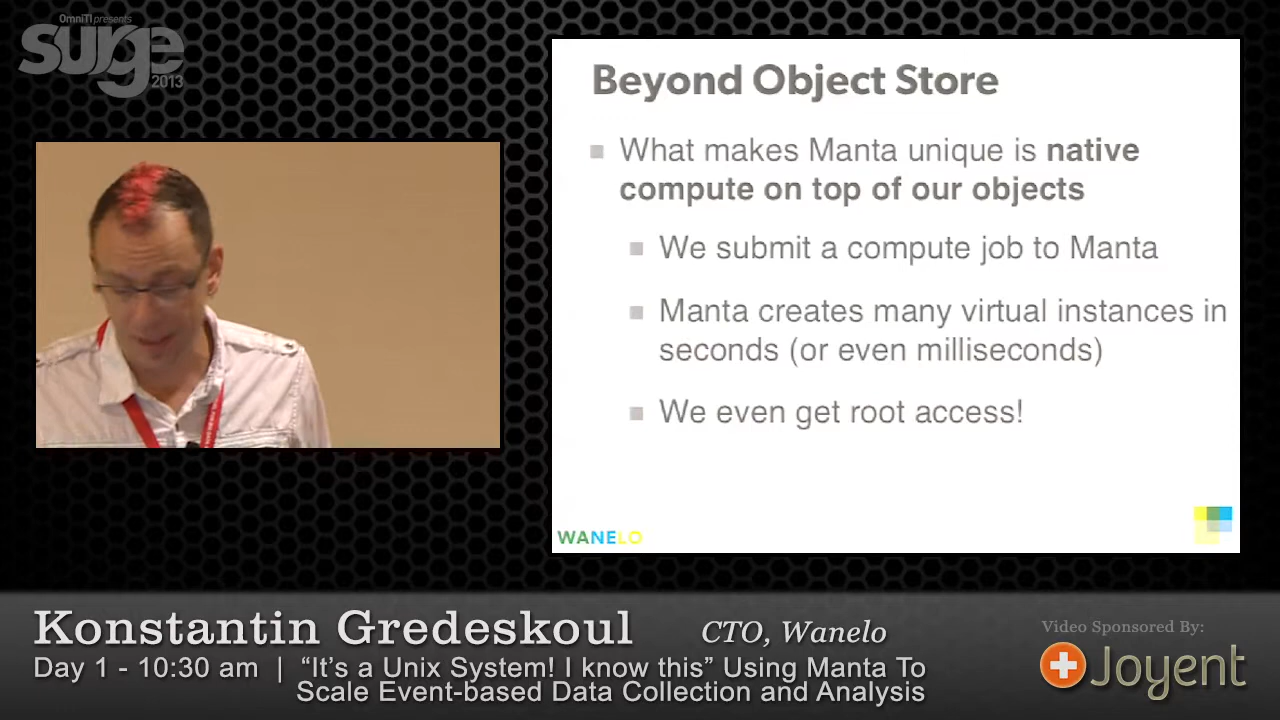 OmniTI presents
surge
2013
Beyond Object Store
What makes Manta unique is native
compute on top of our objects
We submit a compute job to Manta
Manta creates many virtual instances in
seconds (or even milliseconds)
We even get root access!
WANELO
Konstantin Gredeskoul CTO, Wanelo
Day 1 - 10:30 am | “It’s a Unix System! I know this” Using Manta To
Scale Event-based Data Collection and Analysis
Video Sponsored By:
Joyent